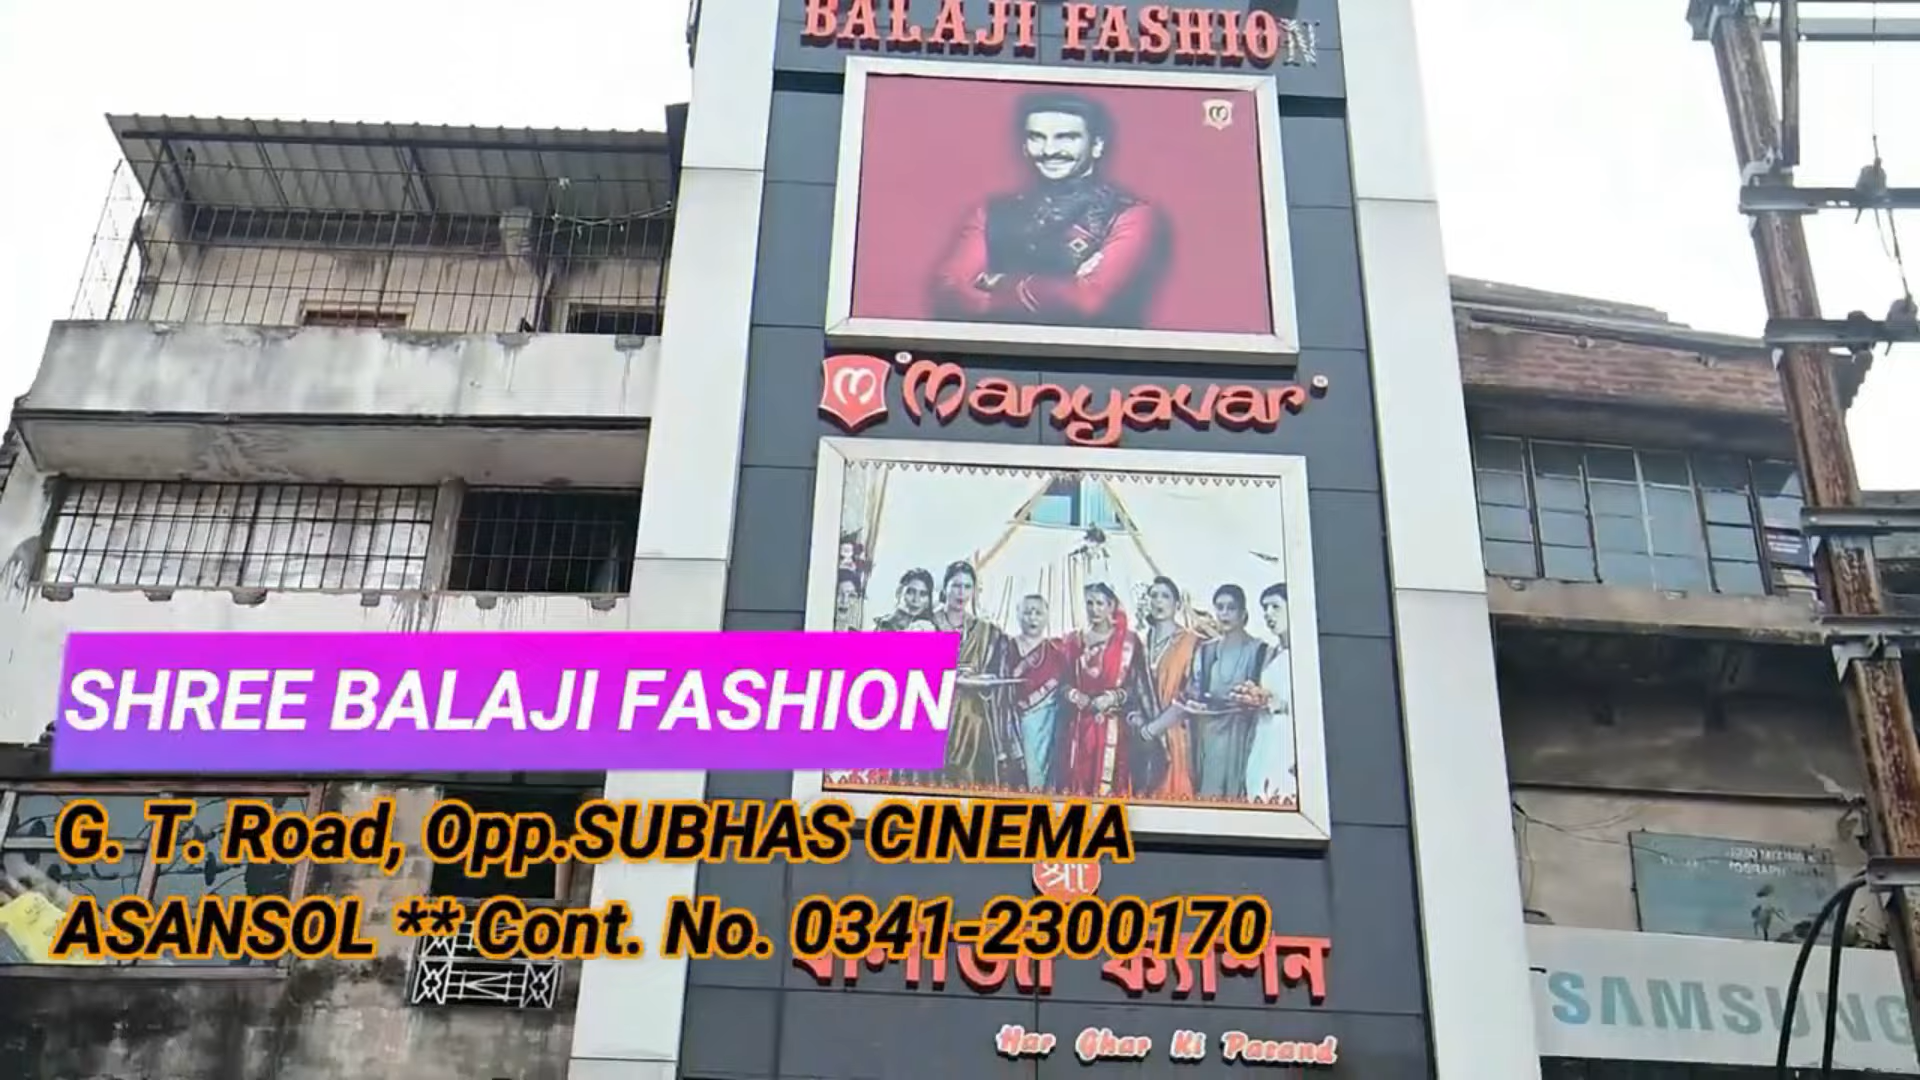 BALAJI FASHION
Manyavar
SHREE BALAJI FASHION
G. T. Road, Opp.SUBHAS CINEMA
श्री
ASANSOL ** Cont. No. 0341-2300170
বালাজী ফ্যাশন
SAMSUNG
Har Ghar Ki Pasand